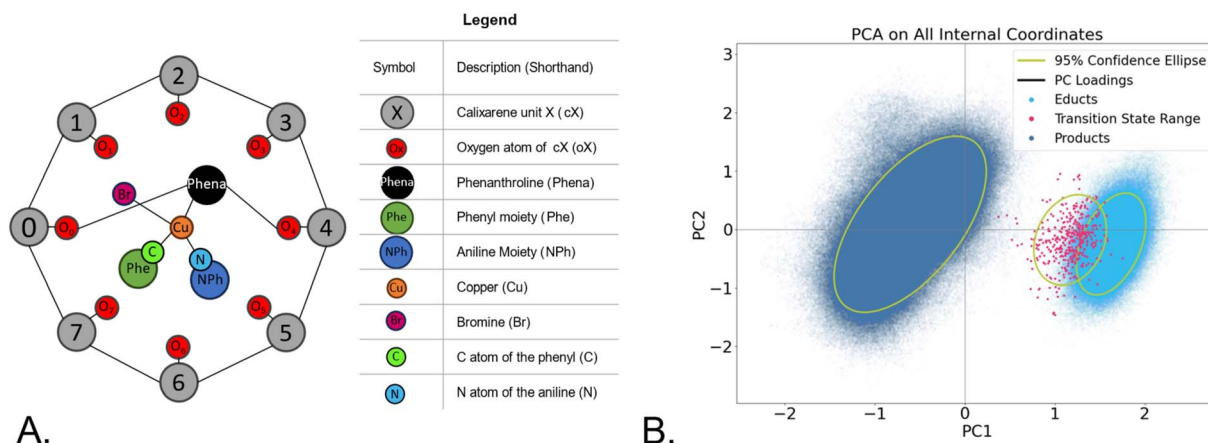 2
1
3
O2
O1
O3
Phena
Br
0
O0
Cu
O4
4
C
N
Phe
NPh
O7
O5
7
5
O6
6
A.
Legend
Symbol
Description (Shorthand)
X
Calixarene unit X (cX)
Ox
Oxygen atom of cX (oX)
Phena
Phenanthroline (Phena)
Phe
Phenyl moiety (Phe)
NPh
Aniline Moiety (NPh)
Cu
Copper (Cu)
Br
Bromine (Br)
C
C atom of the phenyl (C)
N
N atom of the aniline (N)
PCA on All Internal Coordinates
95% Confidence Ellipse
PC Loadings
Educts
Transition State Range
Products
PC2
3
2
1
0
−1
−2
−2
−1
0
1
2
PC1
B.